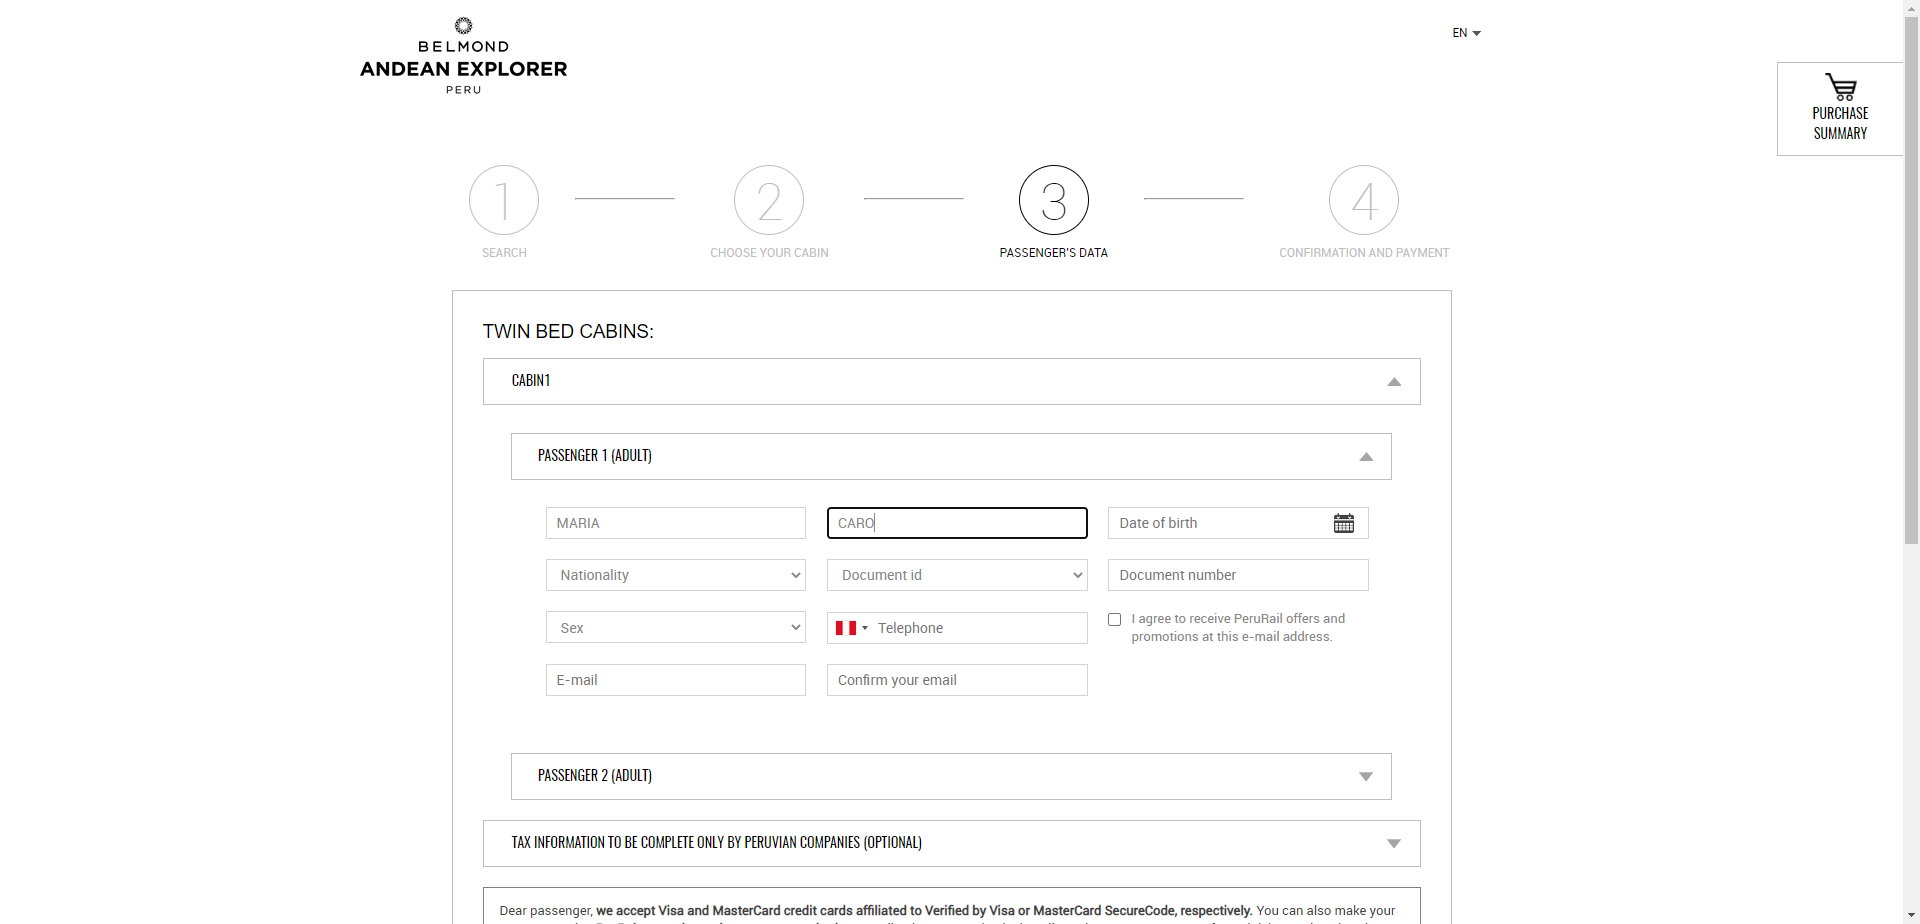 BELMOND
ANDEAN EXPLORER
PERU
EN
PURCHASE
SUMMARY
1
2
3
4
SEARCH
CHOOSE YOUR CABIN
PASSENGER'S DATA
CONFIRMATION AND PAYMENT
TWIN BED CABINS:
CABIN1
PASSENGER 1 (ADULT)
MARIA
CARO
Date of birth
Nationality
Document id
Document number
Sex
Telephone
I agree to receive PeruRail offers and
promotions at this e-mail address.
E-mail
Confirm your email
PASSENGER 2 (ADULT)
TAX INFORMATION TO BE COMPLETE ONLY BY PERUVIAN COMPANIES (OPTIONAL)
Dear passenger, we accept Visa and MasterCard credit cards affiliated to Verified by Visa or MasterCard SecureCode, respectively. You can also make your